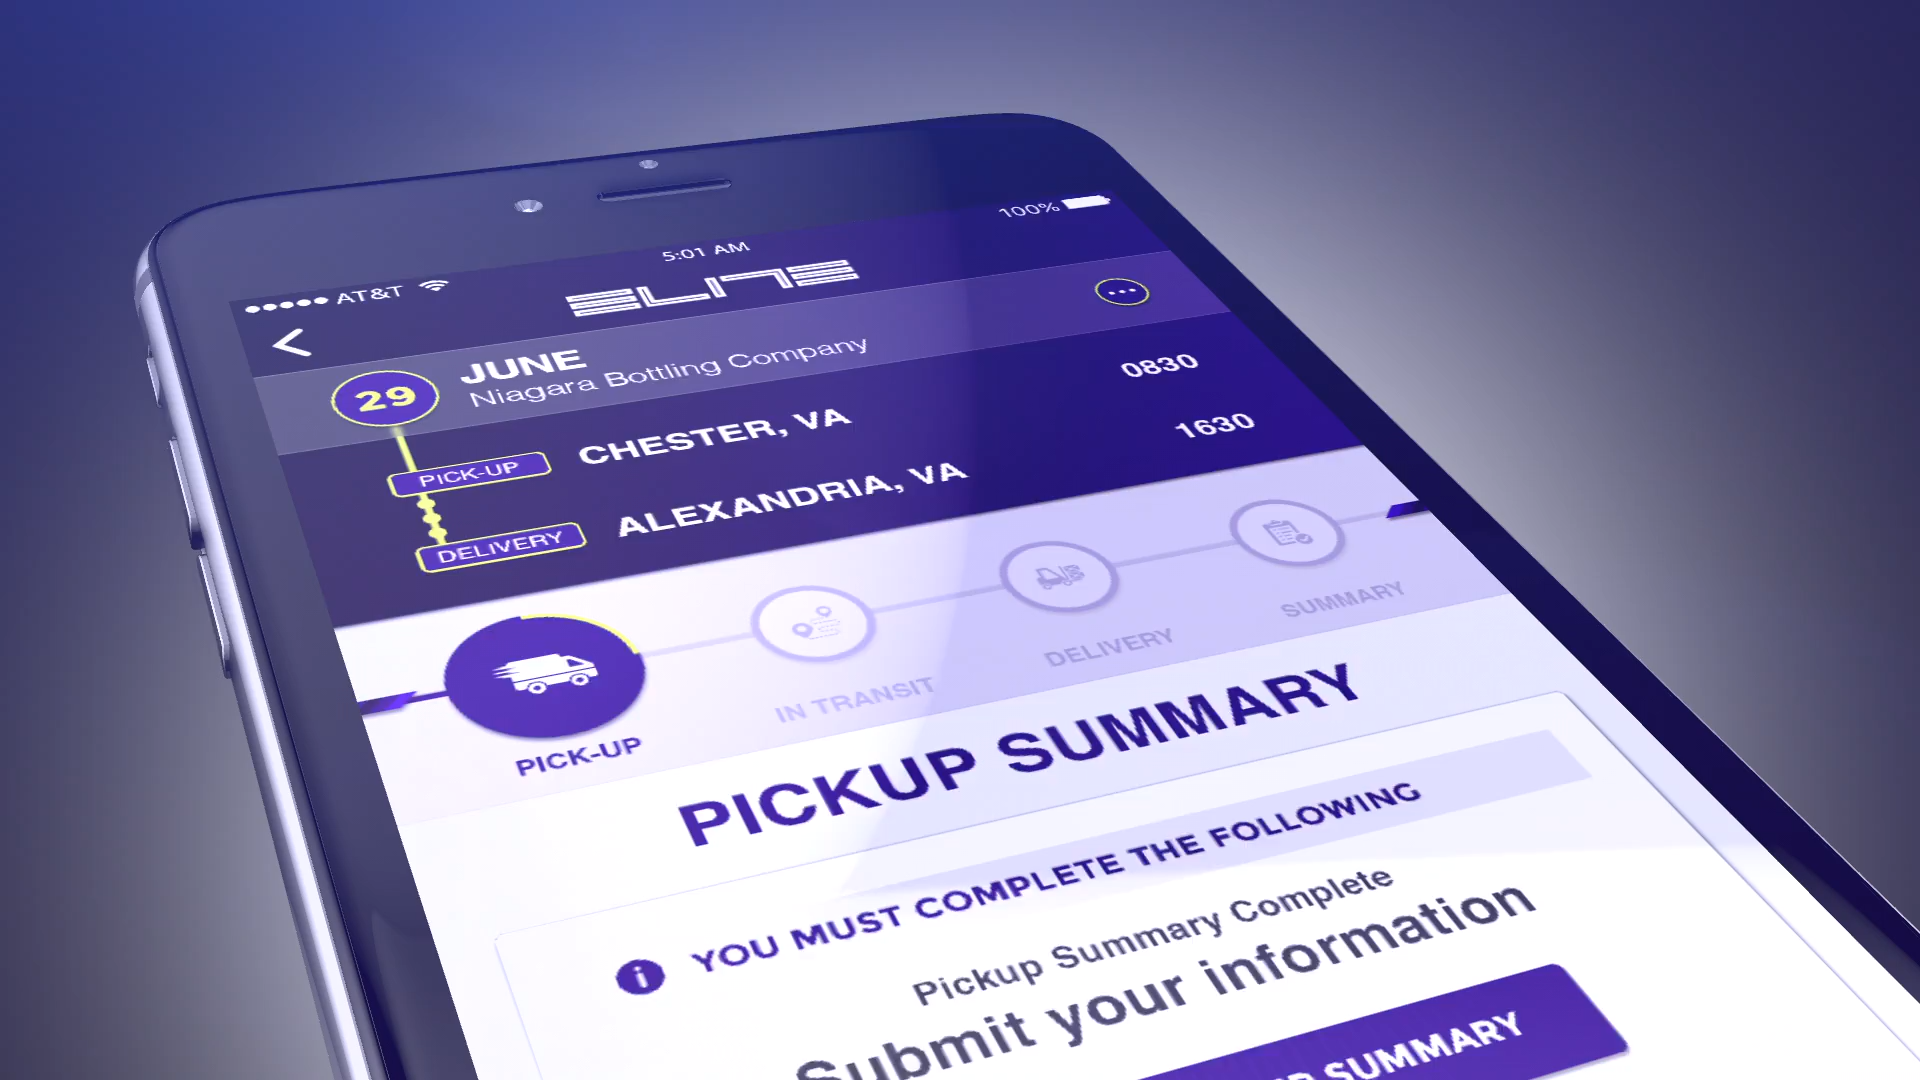 AT&T
5:01 AM
100%
ELITE
29
JUNE
Niagara Bottling Company
PICK-UP
CHESTER, VA
0830
DELIVERY
ALEXANDRIA, VA
1630
PICK-UP
IN TRANSIT
DELIVERY
SUMMARY
PICKUP SUMMARY
YOU MUST COMPLETE THE FOLLOWING
Pickup Summary Complete
Submit your information
SUMMARY